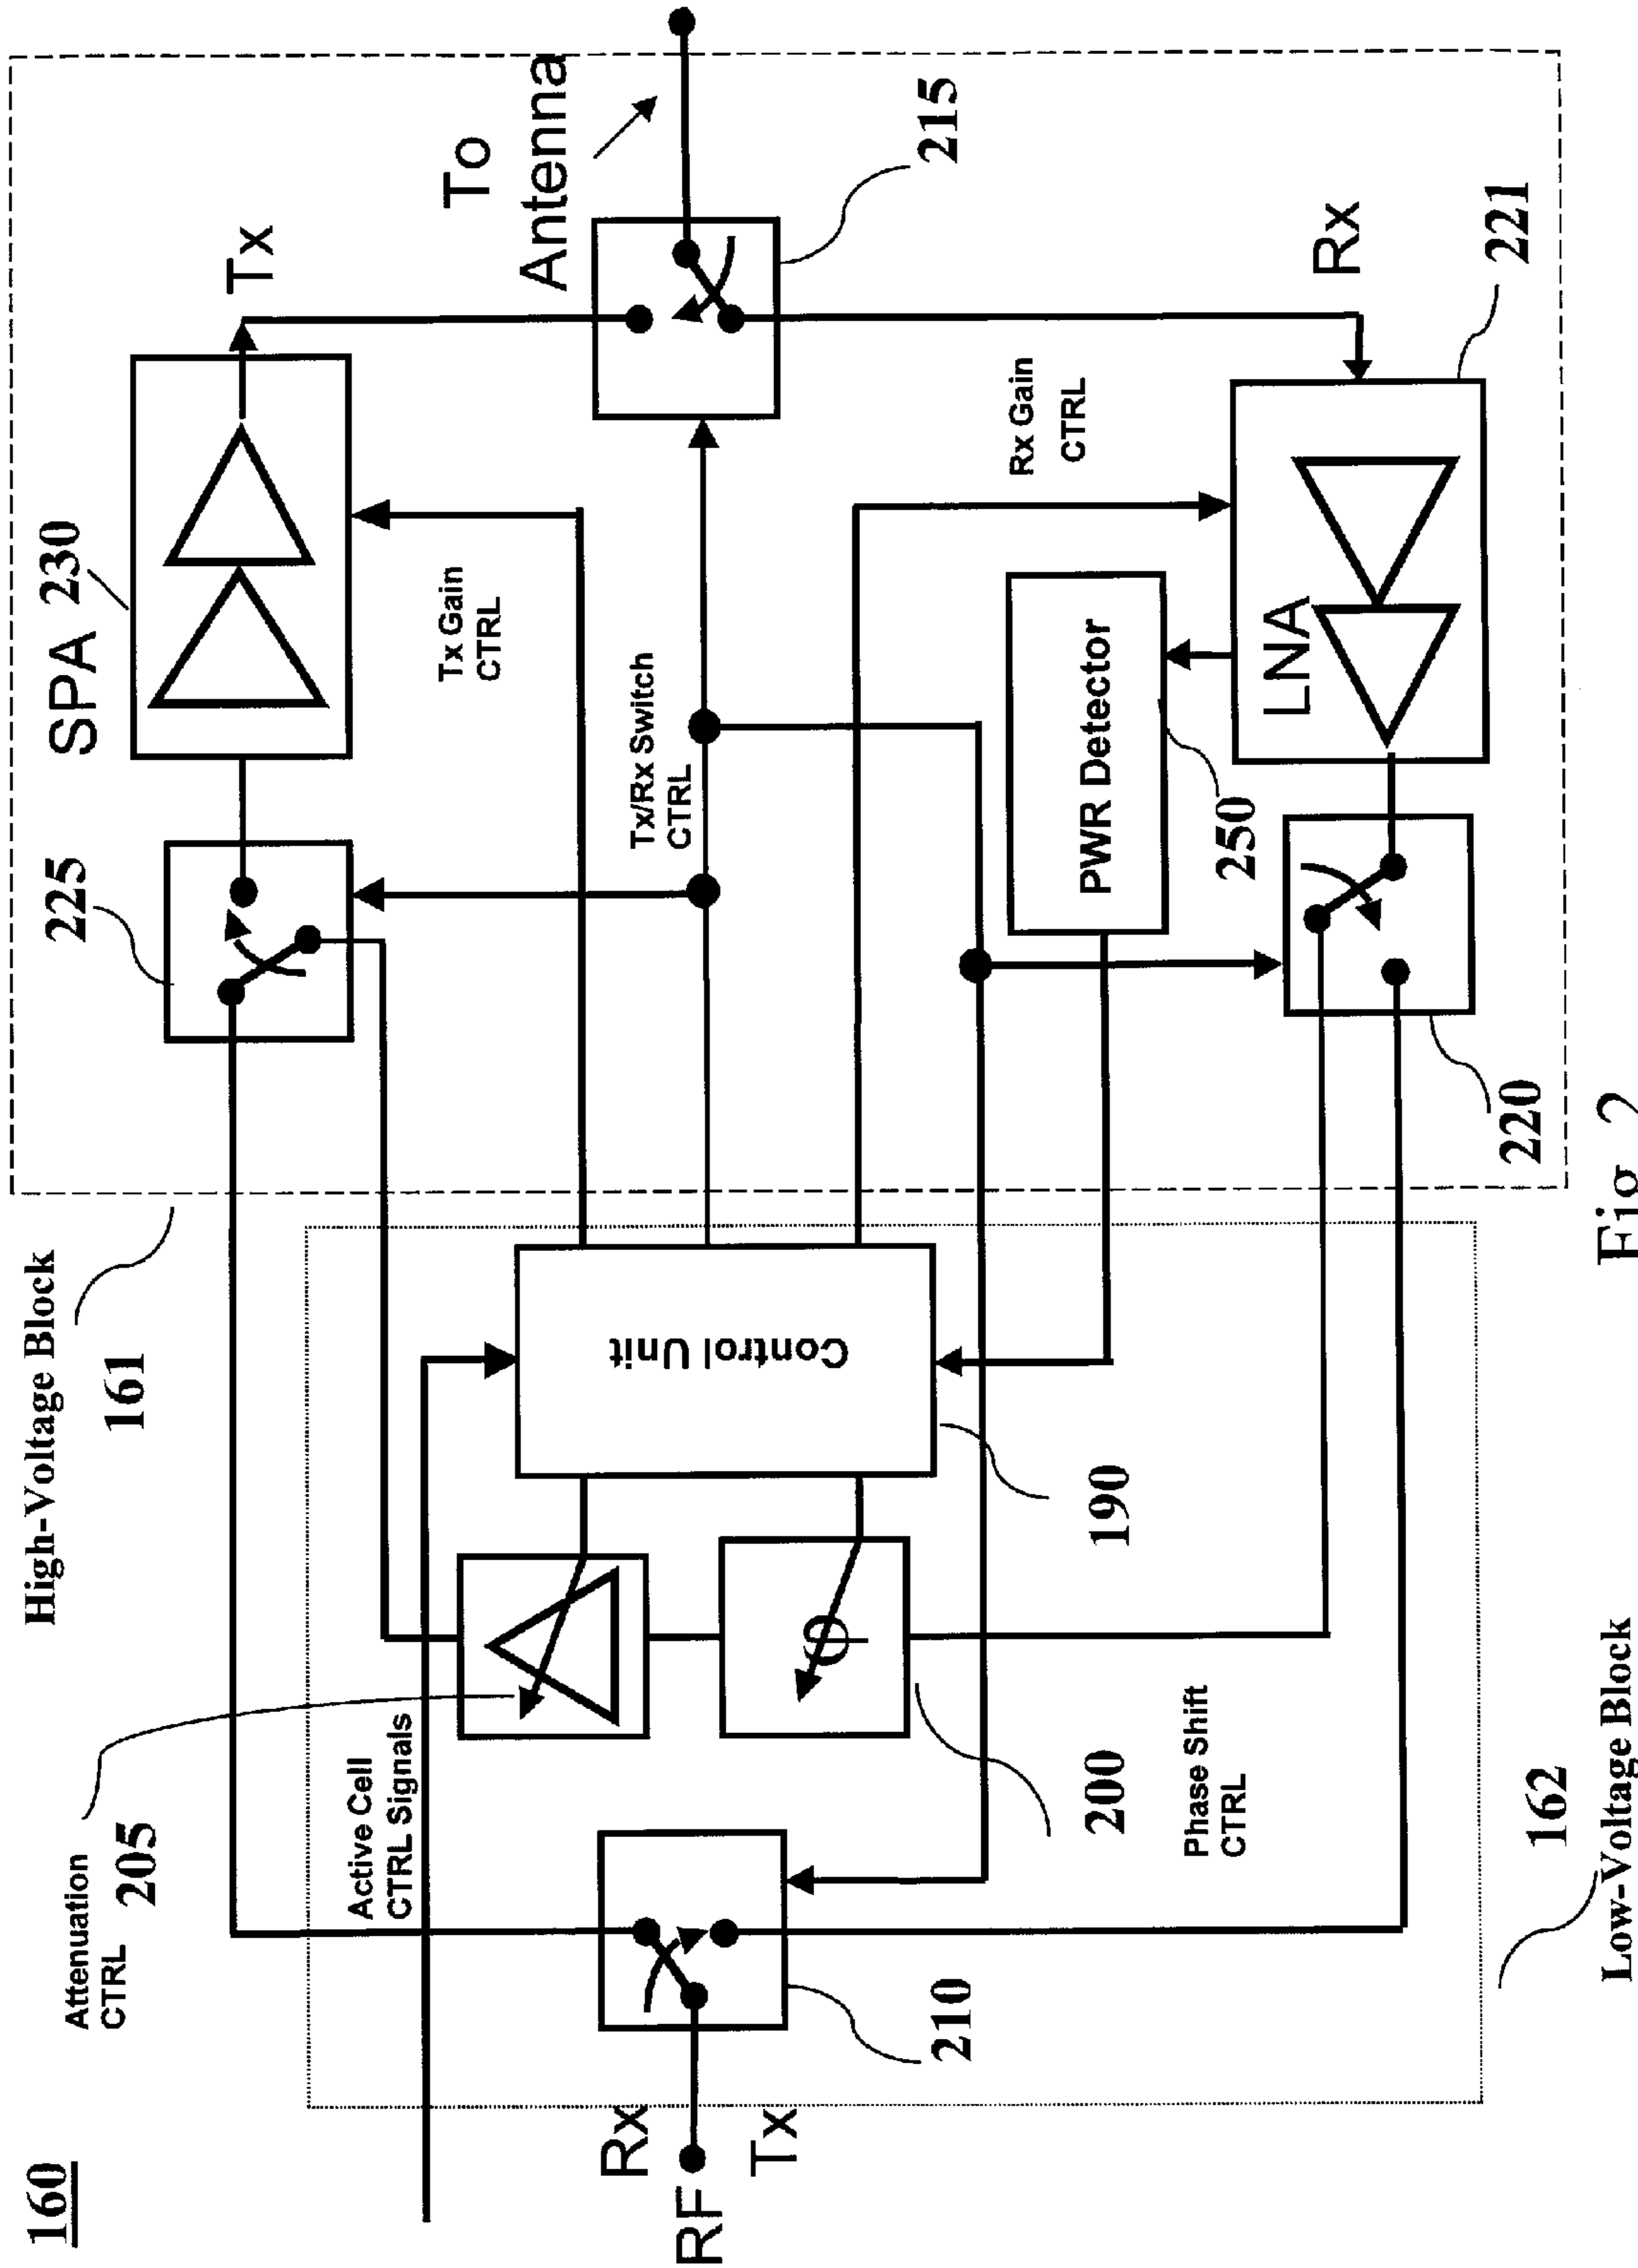 160
High-Voltage Block
161
Attenuation
CTRL
205
Active Cell
CTRL Signals
225
SPA 230
Tx
Tx Gain
CTRL
To
Antenna
Tx/Rx Switch
CTRL
215
Control Unit
190
200
Phase Shift
CTRL
Rx
RF
Tx
210
Rx Gain
CTRL
PWR Detector
250
LNA
Rx
221
220
162
Low-Voltage Block
Fig. 2